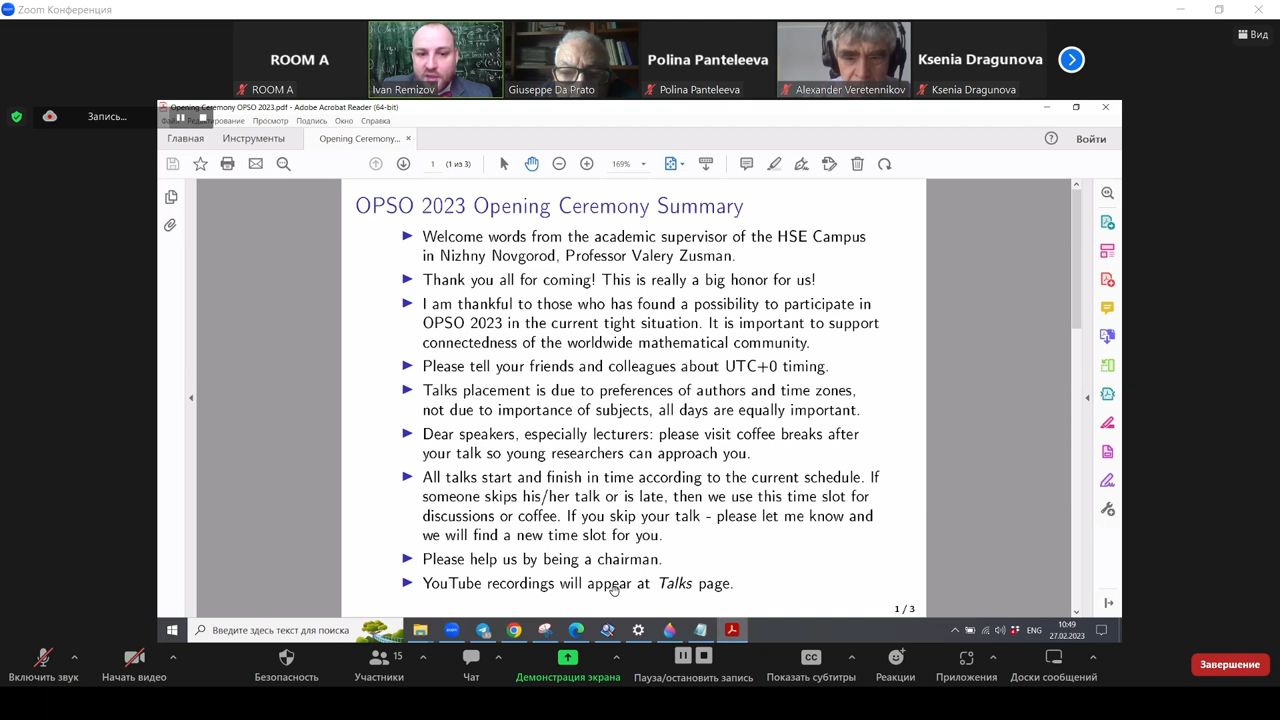 Zoom Конференция
Вид
ROOM A
Polina Panteleeva
Ksenia Dragunova
ROOM A
Ivan Remizov
Giuseppe Da Prato
Polina Panteleeva
Alexander Veretennikov
Ksenia Dragunova
Запись...
Opening Ceremony OPSO 2023.pdf - Adobe Acrobat Reader (64-bit)
Файл Редактирование Просмотр Подпись Окно Справка
Главная Инструменты Opening Ceremony... × Войти
1 (1 из 3) 169%
OPSO 2023 Opening Ceremony Summary
Welcome words from the academic supervisor of the HSE Campus
in Nizhny Novgorod, Professor Valery Zusman.
Thank you all for coming! This is really a big honor for us!
I am thankful to those who has found a possibility to participate in
OPSO 2023 in the current tight situation. It is important to support
connectedness of the worldwide mathematical community.
Please tell your friends and colleagues about UTC+0 timing.
Talks placement is due to preferences of authors and time zones,
not due to importance of subjects, all days are equally important.
Dear speakers, especially lecturers: please visit coffee breaks after
your talk so young researchers can approach you.
All talks start and finish in time according to the current schedule. If
someone skips his/her talk or is late, then we use this time slot for
discussions or coffee. If you skip your talk - please let me know and
we will find a new time slot for you.
Please help us by being a chairman.
YouTube recordings will appear at Talks page.
1 / 3
Введите здесь текст для поиска
ENG
10:49
27.02.2023
15
CC
Включить звук Начать видео Безопасность Участники Чат Демонстрация экрана Пауза/остановить запись Показать субтитры Реакции Приложения Доски сообщений
Завершение